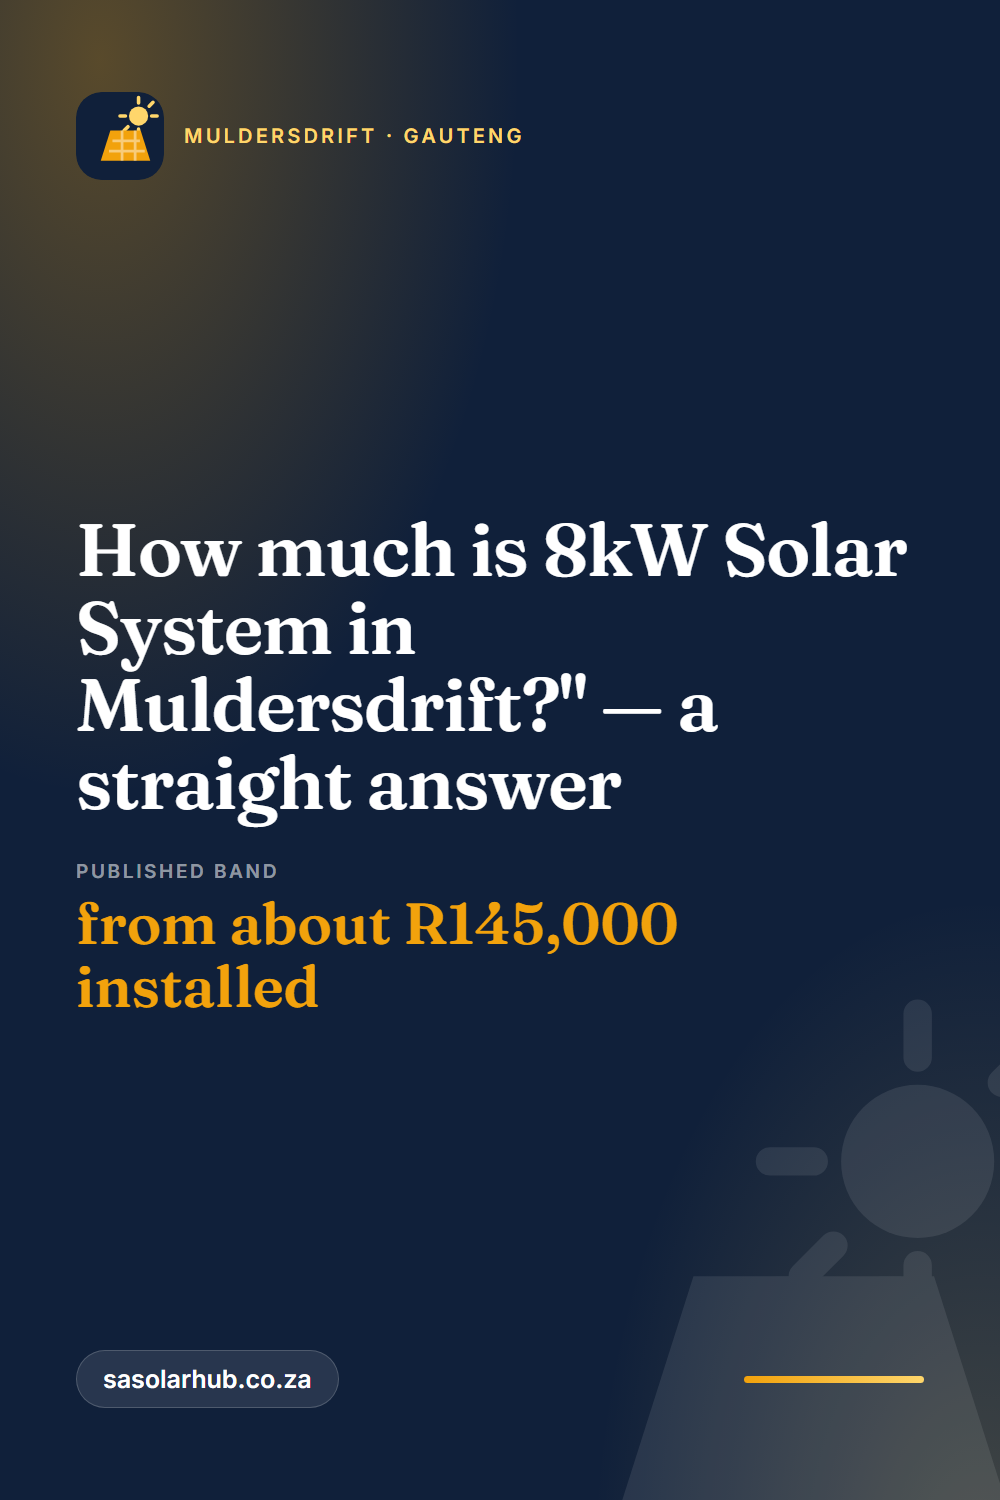 MULDERSDRIFT · GAUTENG
How much is 8kW Solar
System in
Muldersdrift?" — a
straight answer
PUBLISHED BAND
from about R145,000
installed
sasolarhub.co.za